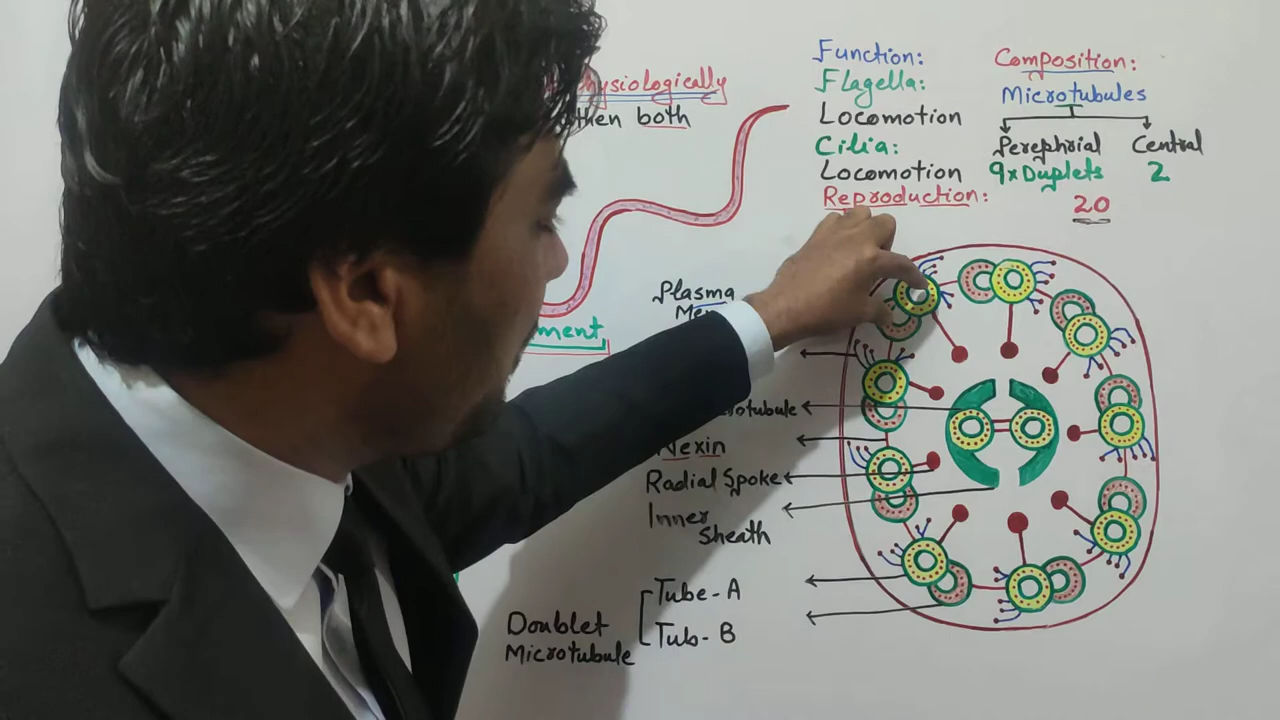 Physiologically
then both
ment
Function:
Flagella:
Locomotion
Cilia:
Locomotion
Reproduction:
Composition:
Microtubules
Perephrial Central
9xDuplets 2
20
Plasma
Nexin
Radial Spoke
Inner
Sheath
Doublet
Microtubule
Tube-A
Tub-B